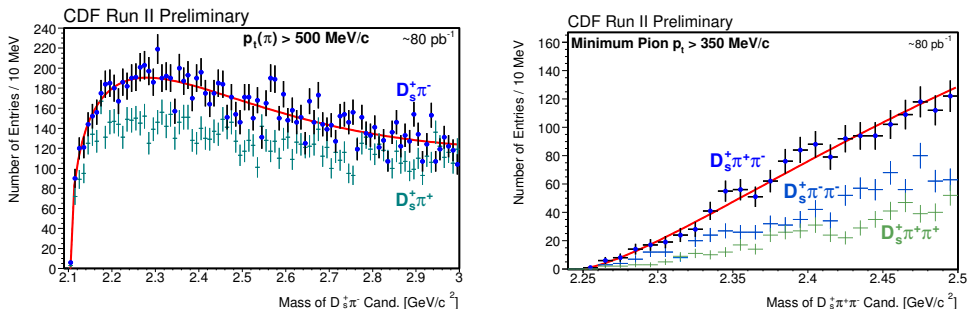 CDF Run II Preliminary
p_t(π) > 500 MeV/c
~80 pb^-1
D_s^+π^-
D_s^+π^+
Number of Entries / 10 MeV
240
220
200
180
160
140
120
100
80
60
40
20
0
2.1 2.2 2.3 2.4 2.5 2.6 2.7 2.8 2.9 3
Mass of D_s^+π^- Cand. [GeV/c^2]
CDF Run II Preliminary
Minimum Pion p_t > 350 MeV/c
~80 pb^-1
D_s^+π^+π^-
D_s^+π^-π^-
D_s^+π^+π^+
Number of Entries / 10 MeV
160
140
120
100
80
60
40
20
0
2.25 2.3 2.35 2.4 2.45 2.5
Mass of D_s^+π^+π^- Cand. [GeV/c^2]